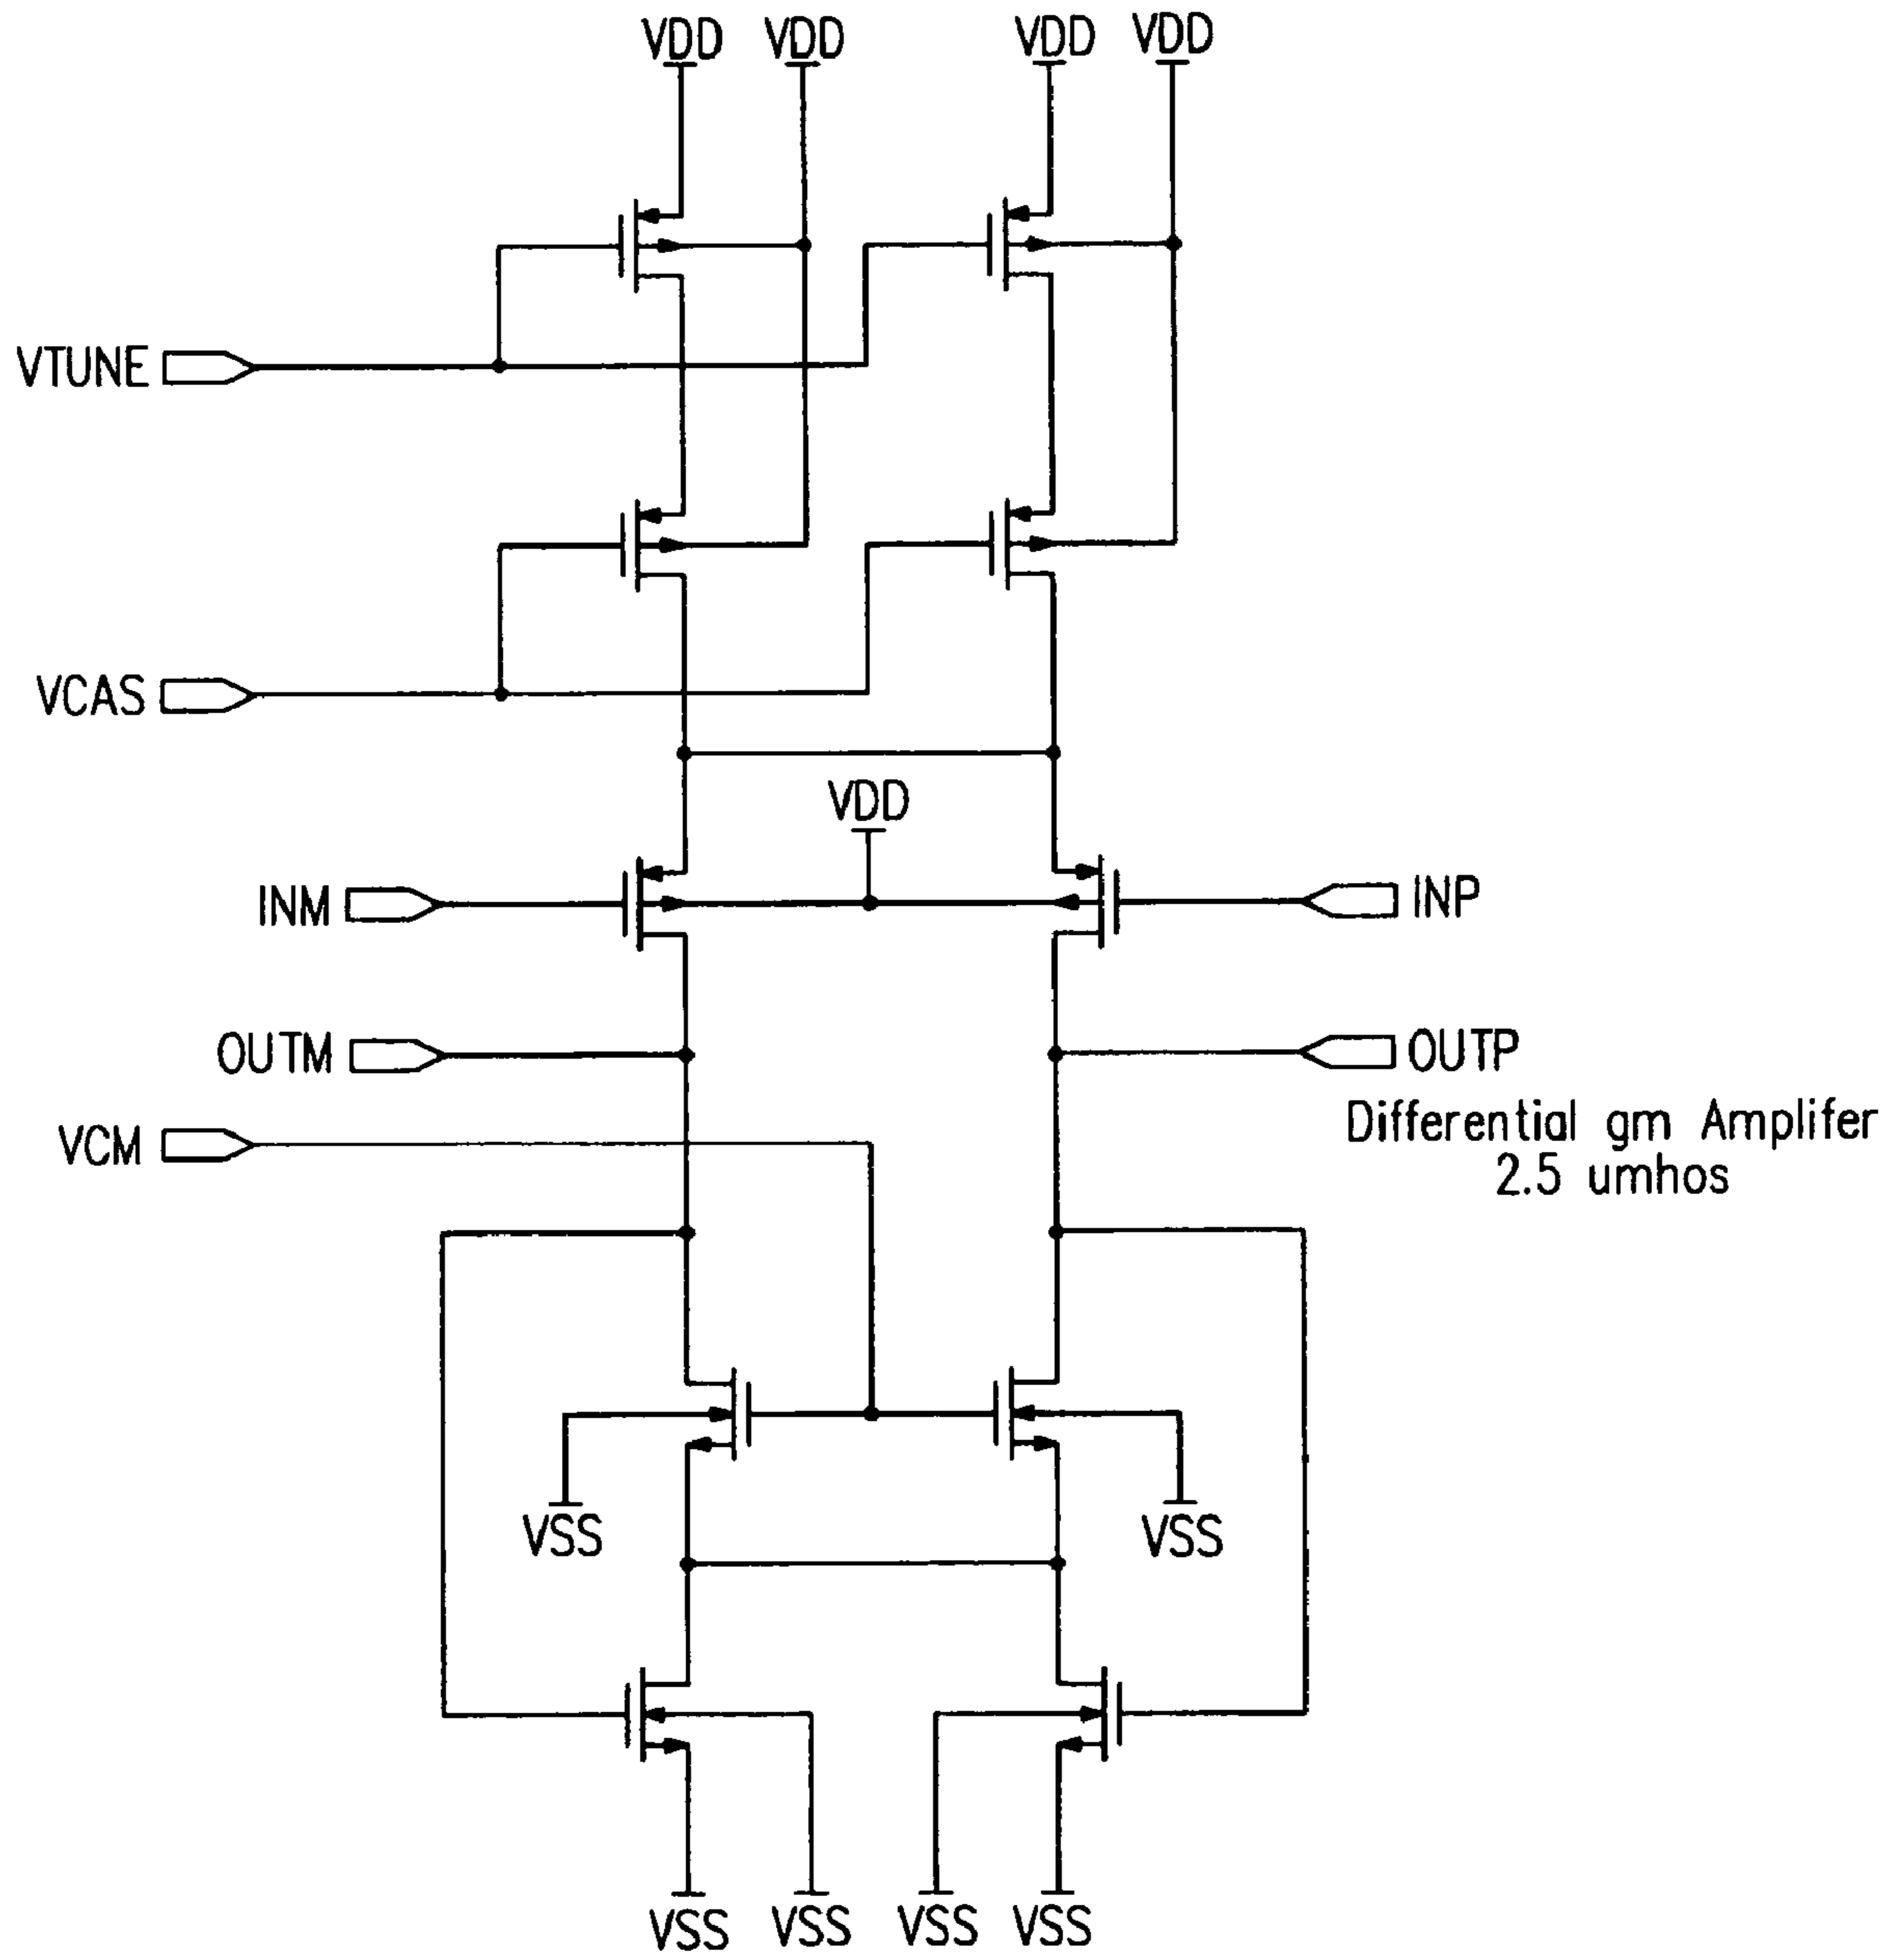 VDD VDD VDD VDD
VTUNE
VCAS
VDD
INM INP
OUTM OUTP
Differential gm Amplifer
2.5 umhos
VCM
VSS VSS
VSS VSS VSS VSS